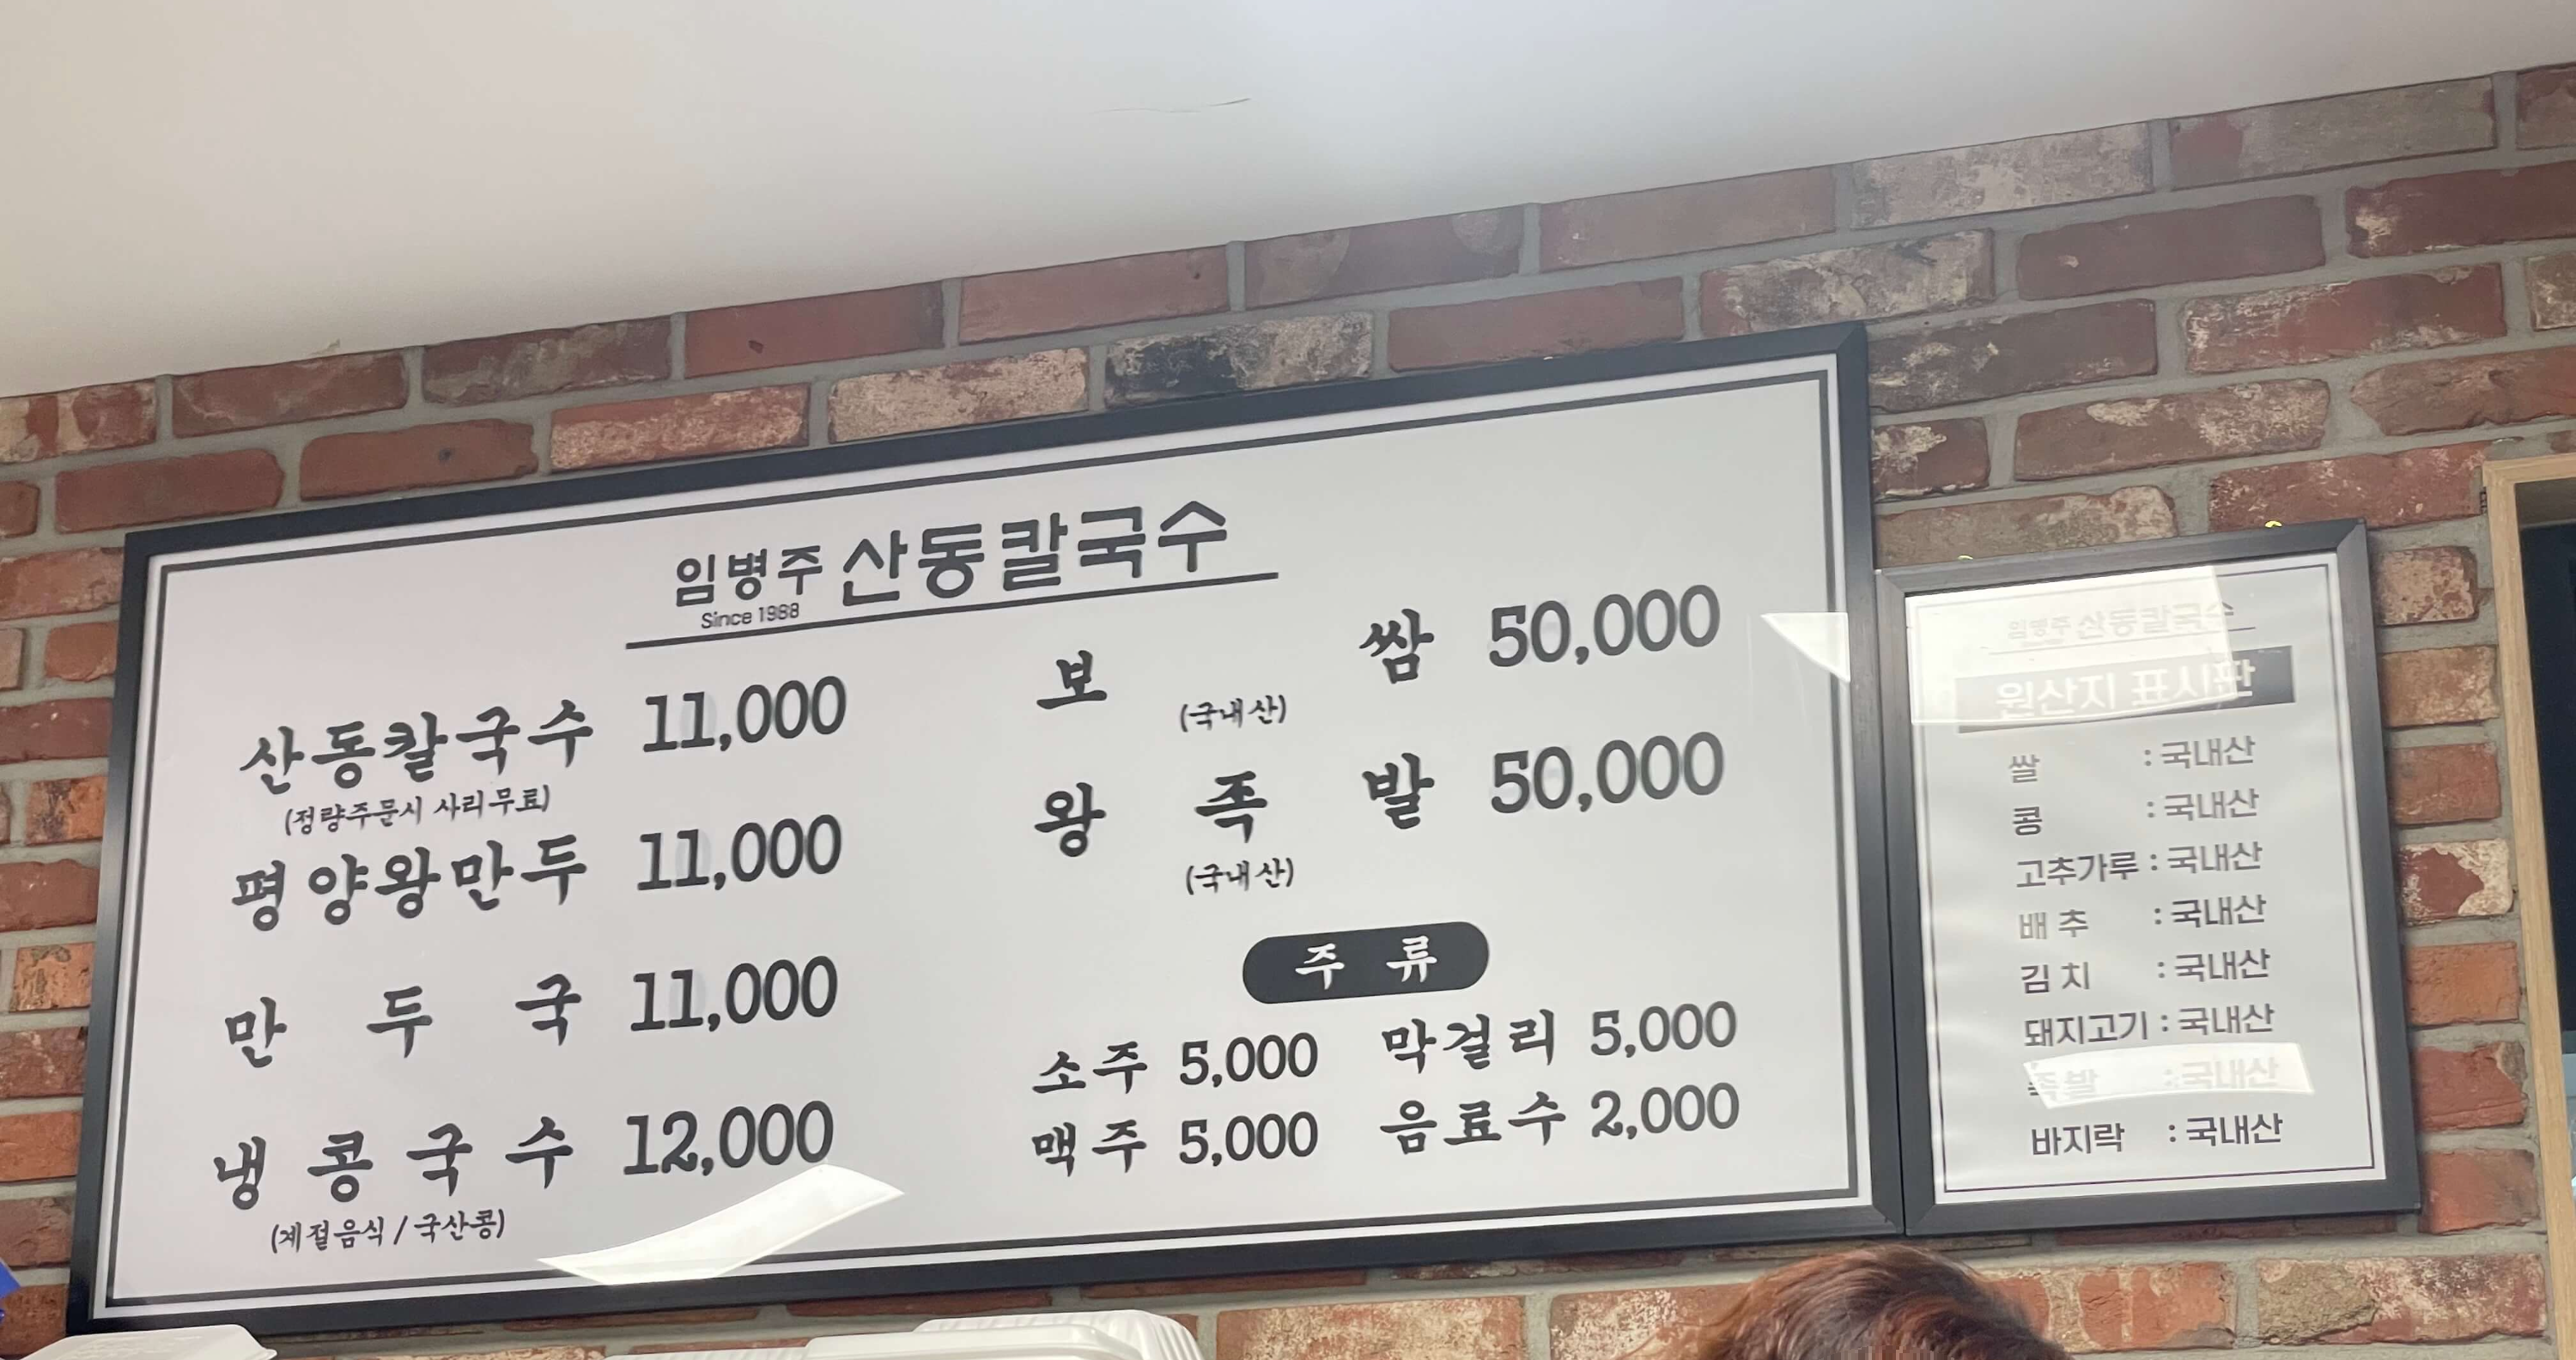 임병주 산동칼국수
Since 1988
산동칼국수 11,000
(정량주문시 사리무료)
평양왕만두 11,000
만두국 11,000
냉콩국수 12,000
(계절음식 / 국산콩)
보쌈 50,000
(국내산)
왕족발 50,000
(국내산)
주류
소주 5,000 막걸리 5,000
맥주 5,000 음료수 2,000
임병주 산동칼국수
원산지 표시판
쌀 : 국내산
콩 : 국내산
고추가루 : 국내산
배추 : 국내산
김치 : 국내산
돼지고기 : 국내산
족발 : 국내산
바지락 : 국내산